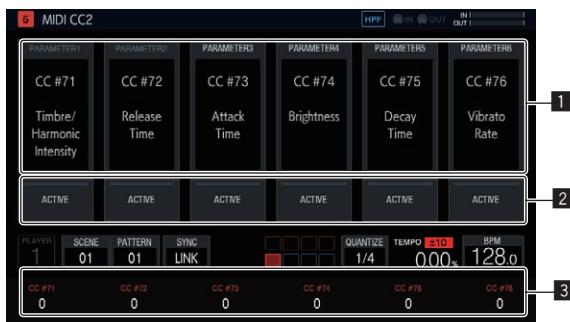 6 MIDI CC2
HPF IN OUT IN OUT
PARAMETER1 PARAMETER2 PARAMETER3 PARAMETER4 PARAMETER5 PARAMETER6
CC #71 CC #72 CC #73 CC #74 CC #75 CC #76
Timbre/ Release Attack Brightness Decay Vibrato
Harmonic Time Time Time Rate
Intensity
1
ACTIVE ACTIVE ACTIVE ACTIVE ACTIVE ACTIVE
2
PLAYER SCENE PATTERN SYNC QUANTIZE TEMPO ±10 BPM
1 01 01 LINK 1/4 0.00% 128.0
CC #71 CC #72 CC #73 CC #74 CC #75 CC #76
0 0 0 0 0 0
3